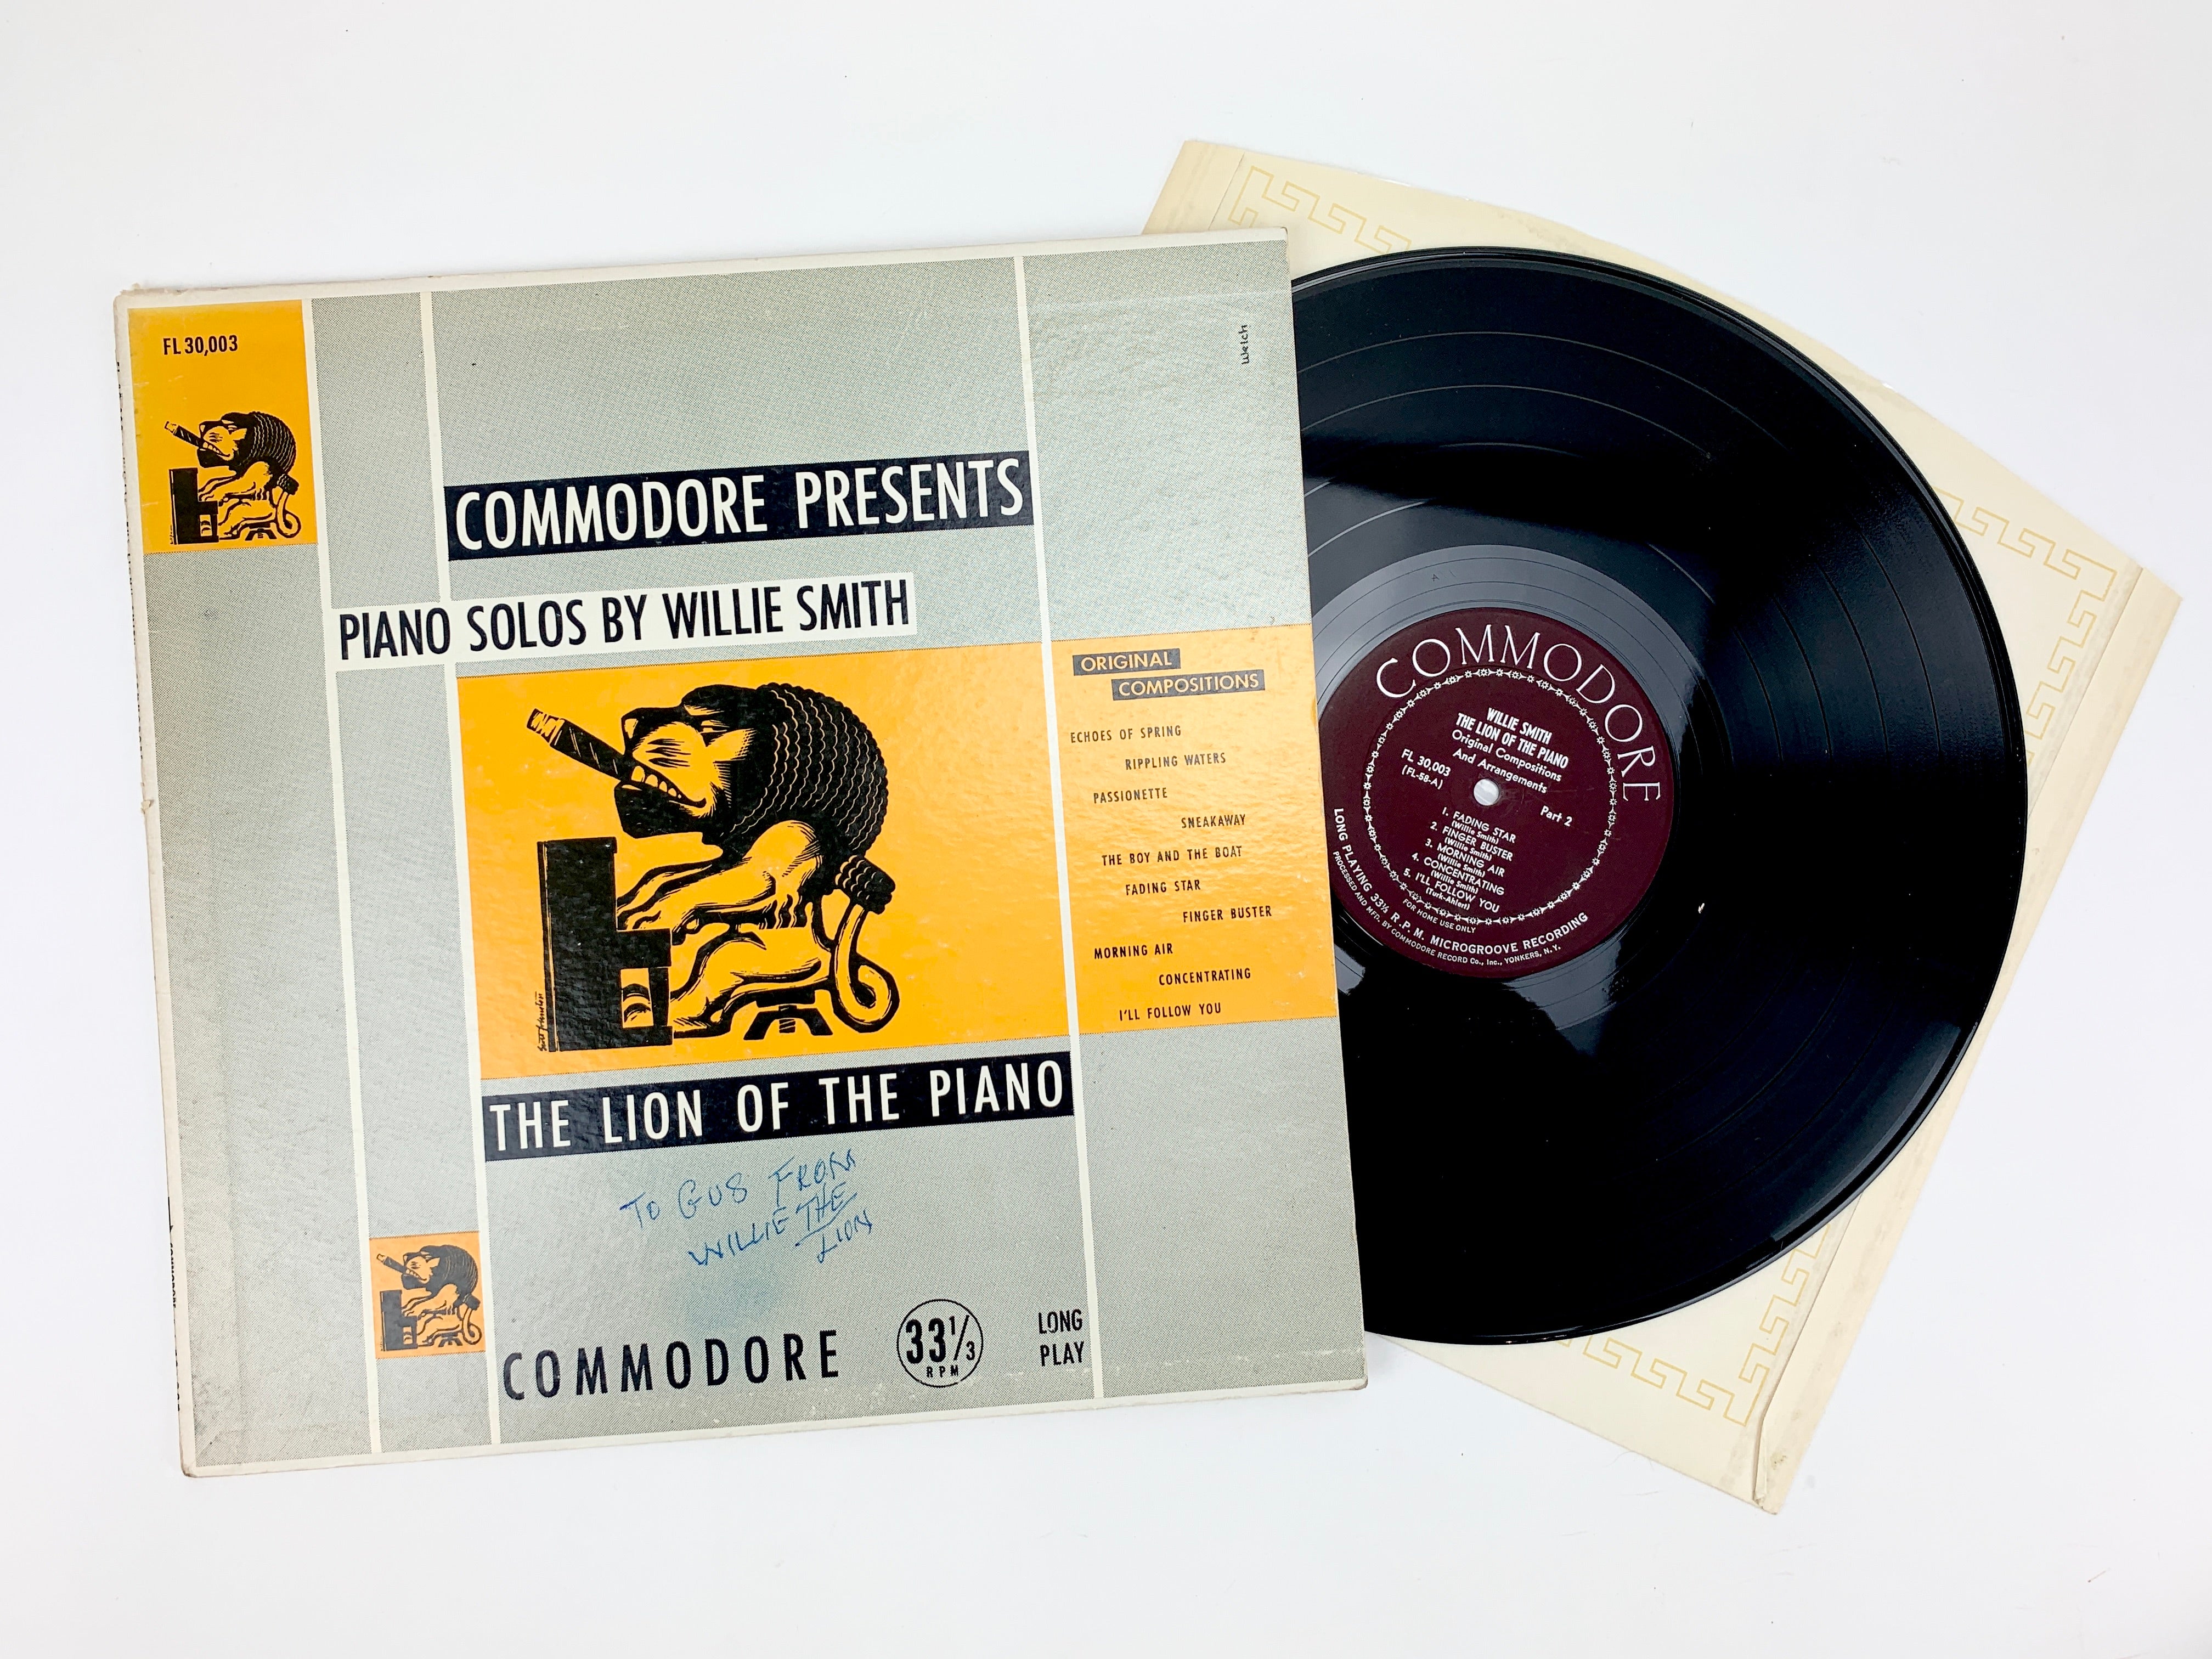 FL 30,003
Welch
COMMODORE PRESENTS
PIANO SOLOS BY WILLIE SMITH
ORIGINAL
COMPOSITIONS
ECHOES OF SPRING
RIPPLING WATERS
PASSIONETTE
SNEAKAWAY
THE BOY AND THE BOAT
FADING STAR
FINGER BUSTER
MORNING AIR
CONCENTRATING
I'LL FOLLOW YOU
THE LION OF THE PIANO
TO GUS FROM
WILLIE THE
LION
COMMODORE
33 1/3
RPM
LONG
PLAY
COMMODORE
WILLIE SMITH
THE LION OF THE PIANO
Original Compositions
And Arrangements
FL 30,003
(FL-58-A)
Part 2
1. FADING STAR
(Willie Smith)
2. FINGER BUSTER
(Willie Smith)
3. MORNING AIR
(Willie Smith)
4. CONCENTRATING
(Willie Smith)
5. I'LL FOLLOW YOU
(Turk-Ahlert)
FOR HOME USE ONLY
LONG PLAYING 33⅓ R.P.M. MICROGROOVE RECORDING
PROCESSED AND MFD. BY COMMODORE RECORD Co., Inc., YONKERS, N.Y.